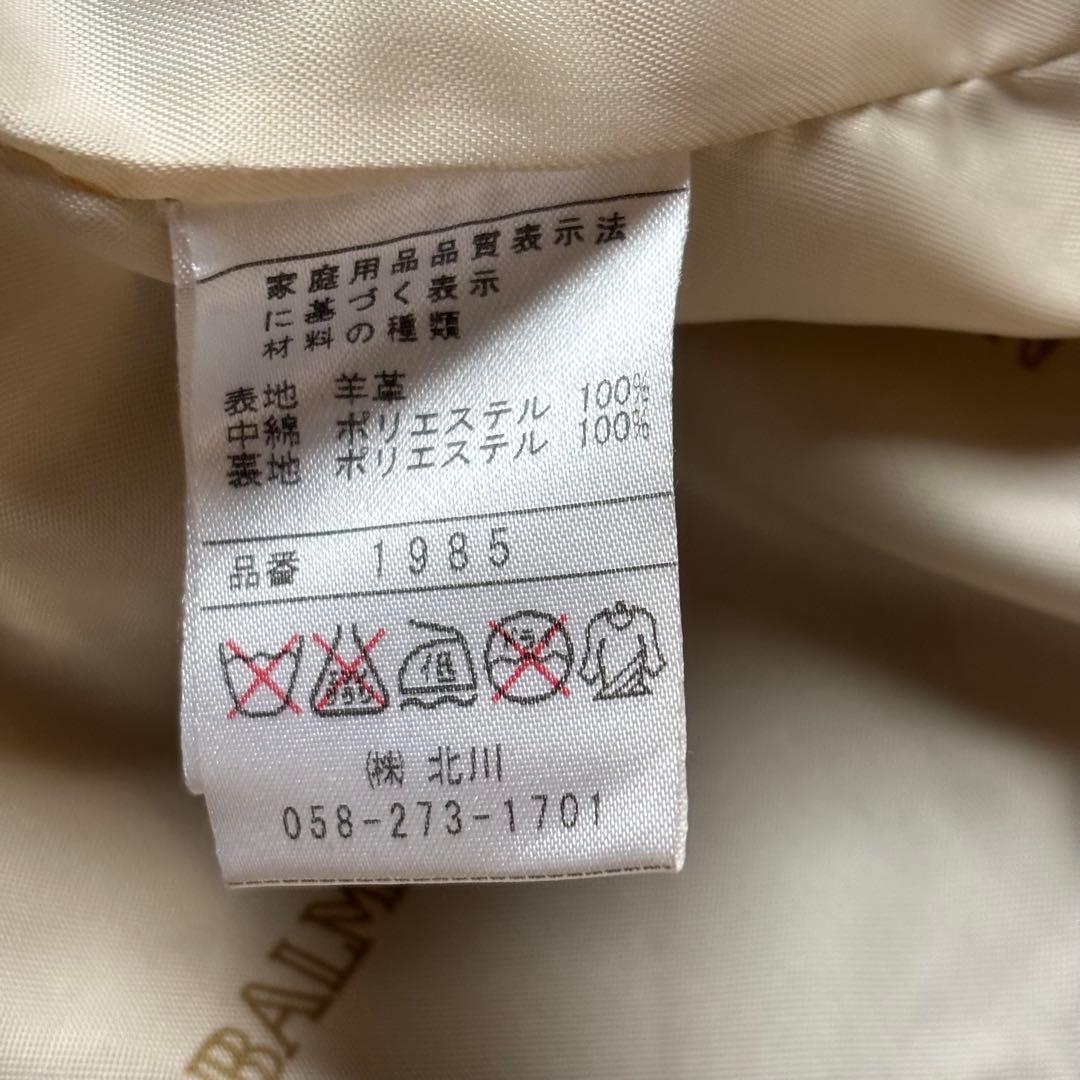 家庭用品品質表示法
に基づく表示
材料の種類
表地 羊革
中綿 ポリエステル 100%
裏地 ポリエステル 100%
品番 1985
低
㈱ 北川
058-273-1701
BALM